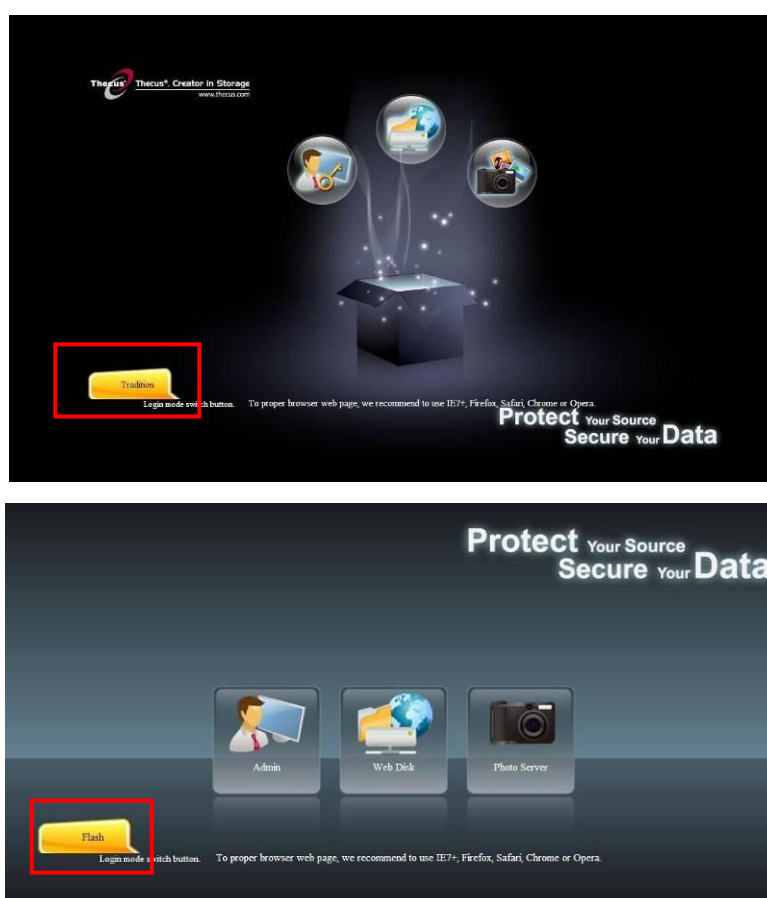 Thecus® Thecus®, Creator in Storage
www.thecus.com
Tradition
Login mode switch button. To proper browser web page, we recommend to use IE7+, Firefox, Safari, Chrome or Opera.
Protect Your Source
Secure Your Data
Protect Your Source
Secure Your Data
Admin Web Disk Photo Server
Flash
Login mode switch button. To proper browser web page, we recommend to use IE7+, Firefox, Safari, Chrome or Opera.